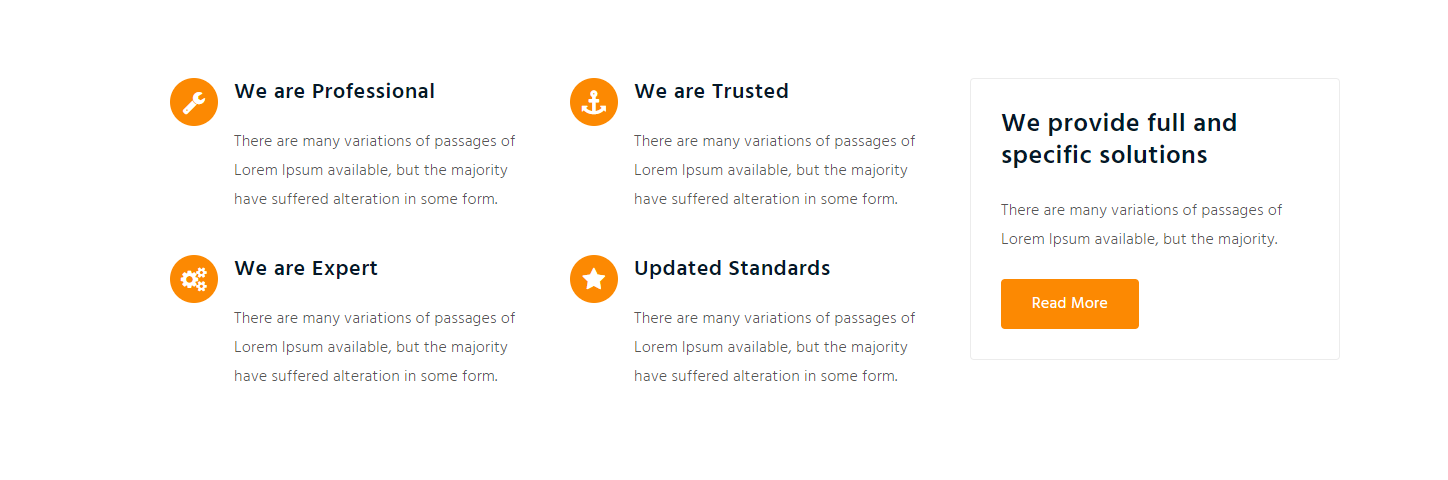 We are Professional
There are many variations of passages of
Lorem Ipsum available, but the majority
have suffered alteration in some form.
We are Trusted
There are many variations of passages of
Lorem Ipsum available, but the majority
have suffered alteration in some form.
We are Expert
There are many variations of passages of
Lorem Ipsum available, but the majority
have suffered alteration in some form.
Updated Standards
There are many variations of passages of
Lorem Ipsum available, but the majority
have suffered alteration in some form.
We provide full and
specific solutions
There are many variations of passages of
Lorem Ipsum available, but the majority.
Read More